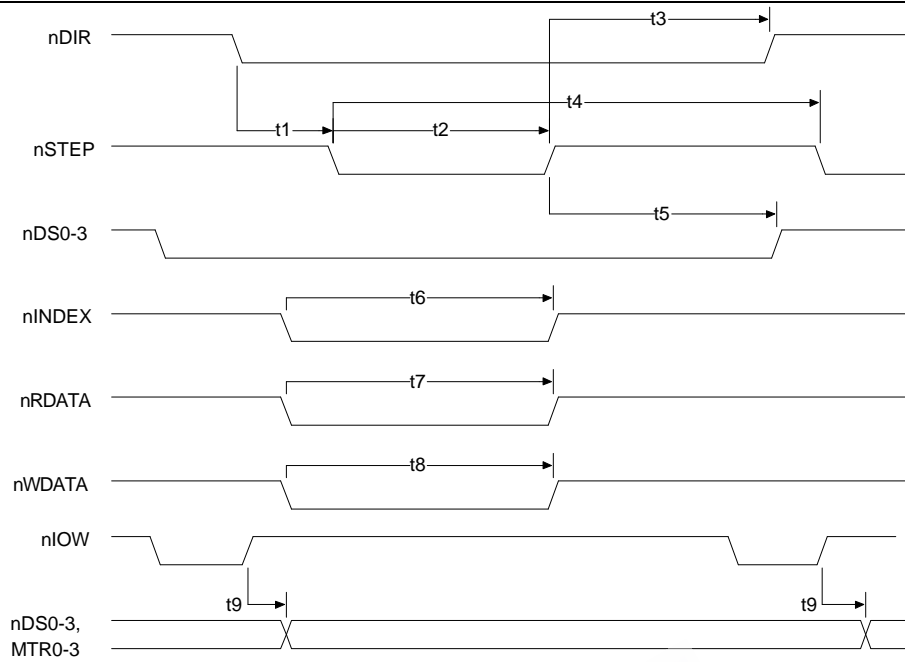 nDIR
t3
t4
t1
t2
nSTEP
t5
nDS0-3
t6
nINDEX
t7
nRDATA
t8
nWDATA
nIOW
t9
t9
nDS0-3,
MTR0-3